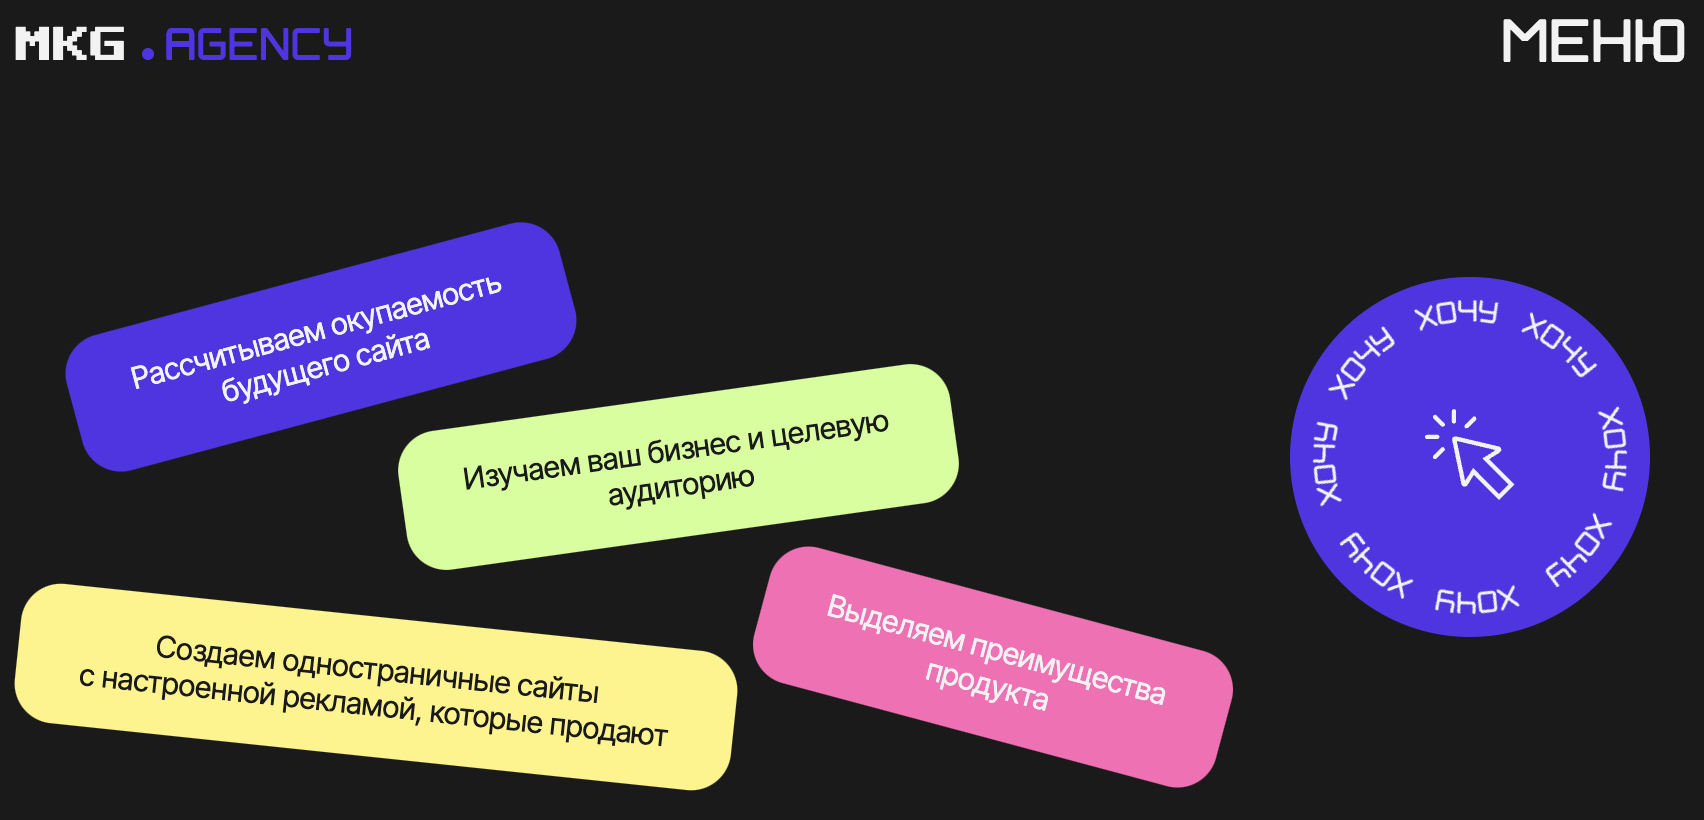 MKG.AGENCY
МЕНЮ
Рассчитываем окупаемость
будущего сайта
Изучаем ваш бизнес и целевую
аудиторию
Создаем одностраничные сайты
с настроенной рекламой, которые продают
Выделяем преимущества
продукта
ХОЧУ ХОЧУ ХОЧУ ХОЧУ ХОЧУ ХОЧУ ХОЧУ ХОЧУ